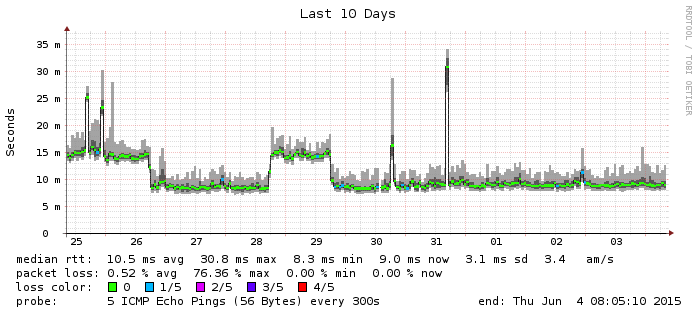 Last 10 Days
RRDTOOL / TOBI OETIKER
Seconds
35 m
30 m
25 m
20 m
15 m
10 m
5 m
0
25 26 27 28 29 30 31 01 02 03
median rtt: 10.5 ms avg 30.8 ms max 8.3 ms min 9.0 ms now 3.1 ms sd 3.4 am/s
packet loss: 0.52 % avg 76.36 % max 0.00 % min 0.00 % now
loss color: 0 1/5 2/5 3/5 4/5
probe: 5 ICMP Echo Pings (56 Bytes) every 300s end: Thu Jun 4 08:05:10 2015